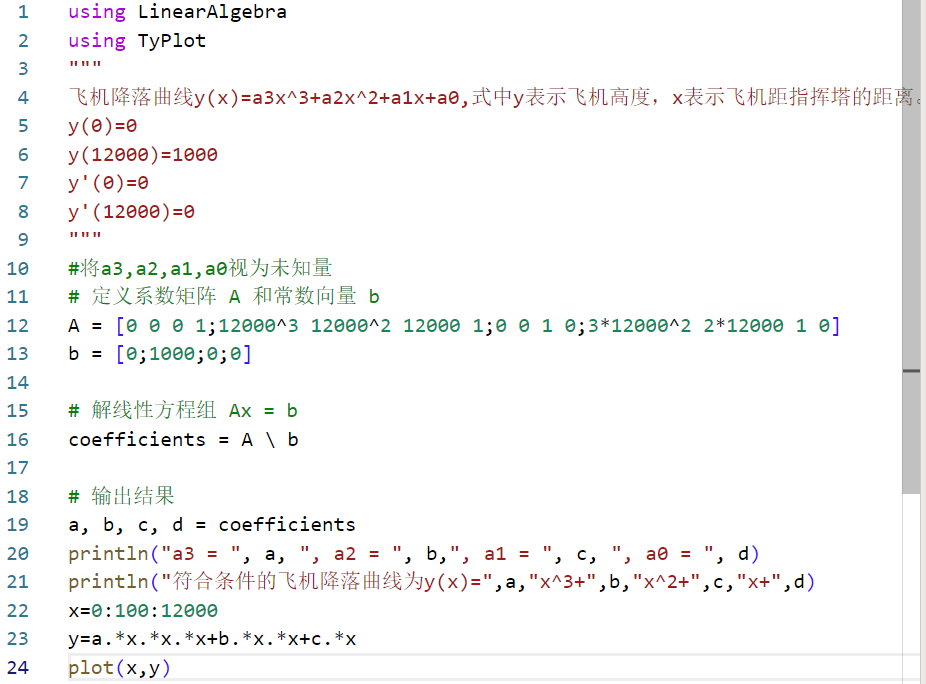 1 using LinearAlgebra
2 using TyPlot
3 """
4 飞机降落曲线y(x)=a3x^3+a2x^2+a1x+a0,式中y表示飞机高度，x表示飞机距指挥塔的距离。
5 y(0)=0
6 y(12000)=1000
7 y'(0)=0
8 y'(12000)=0
9 """
10 #将a3,a2,a1,a0视为未知量
11 # 定义系数矩阵 A 和常数向量 b
12 A = [0 0 0 1;12000^3 12000^2 12000 1;0 0 1 0;3*12000^2 2*12000 1 0]
13 b = [0;1000;0;0]
14
15 # 解线性方程组 Ax = b
16 coefficients = A \ b
17
18 # 输出结果
19 a, b, c, d = coefficients
20 println("a3 = ", a, ", a2 = ", b,", a1 = ", c, ", a0 = ", d)
21 println("符合条件的飞机降落曲线为y(x)=",a,"x^3+",b,"x^2+",c,"x+",d)
22 x=0:100:12000
23 y=a.*x.*x.*x+b.*x.*x+c.*x
24 plot(x,y)